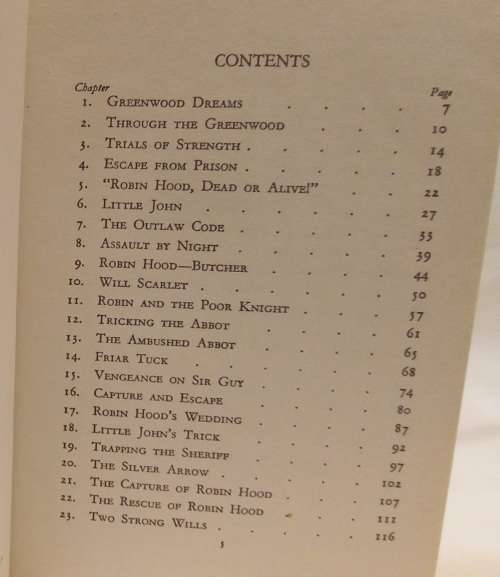 CONTENTS
Chapter Page
1. GREENWOOD DREAMS . . . . 7
2. THROUGH THE GREENWOOD . . . 10
3. TRIALS OF STRENGTH . . . . . 14
4. ESCAPE FROM PRISON . . . . . 18
5. "ROBIN HOOD, DEAD OR ALIVE!" . . 22
6. LITTLE JOHN . . . . . 27
7. THE OUTLAW CODE . . . . . 33
8. ASSAULT BY NIGHT . . . . . 39
9. ROBIN HOOD—BUTCHER . . . . 44
10. WILL SCARLET . . . . . . 50
11. ROBIN AND THE POOR KNIGHT . . . 57
12. TRICKING THE ABBOT . . . . 61
13. THE AMBUSHED ABBOT . . . . 65
14. FRIAR TUCK . . . . . 68
15. VENGEANCE ON SIR GUY . . . . 74
16. CAPTURE AND ESCAPE . . . . 80
17. ROBIN HOOD'S WEDDING . . . . 87
18. LITTLE JOHN'S TRICK . . . . 92
19. TRAPPING THE SHERIFF . . . . 97
20. THE SILVER ARROW . . . . . 102
21. THE CAPTURE OF ROBIN HOOD . . . 107
22. THE RESCUE OF ROBIN HOOD . . . 111
23. TWO STRONG WILLS . . . . . 116
5